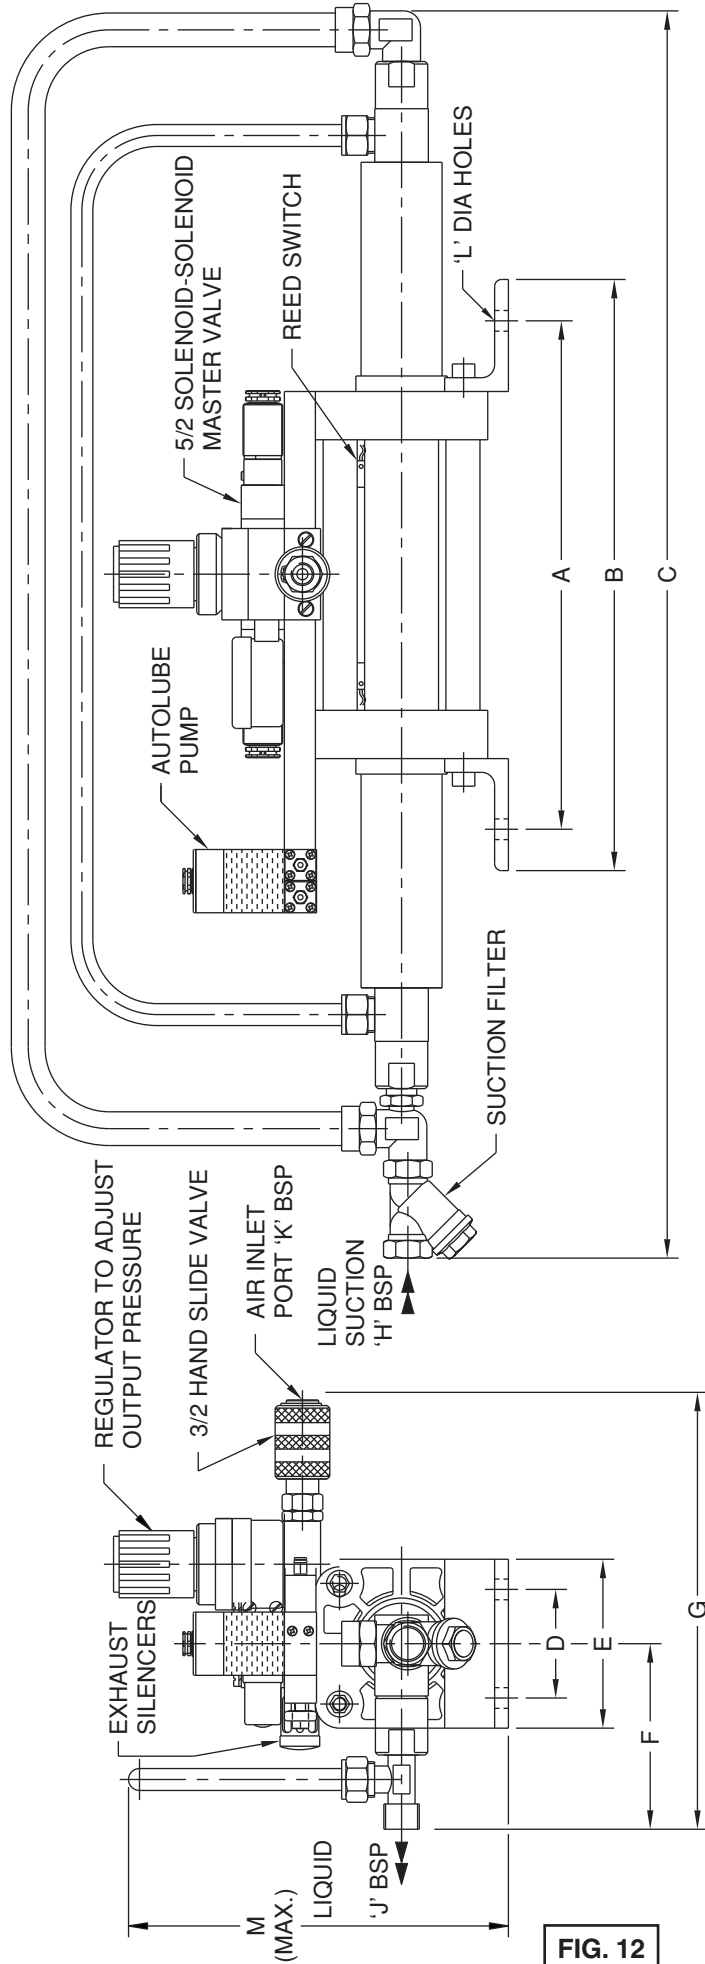 REGULATOR TO ADJUST
OUTPUT PRESSURE
3/2 HAND SLIDE VALVE
AIR INLET
PORT 'K' BSP
EXHAUST
SILENCERS
M
(MAX.)
LIQUID
'J' BSP
D
E
F
G
AUTOLUBE
PUMP
5/2 SOLENOID-SOLENOID
MASTER VALVE
REED SWITCH
'L' DIA HOLES
LIQUID
SUCTION
'H' BSP
SUCTION FILTER
A
B
C
FIG. 12